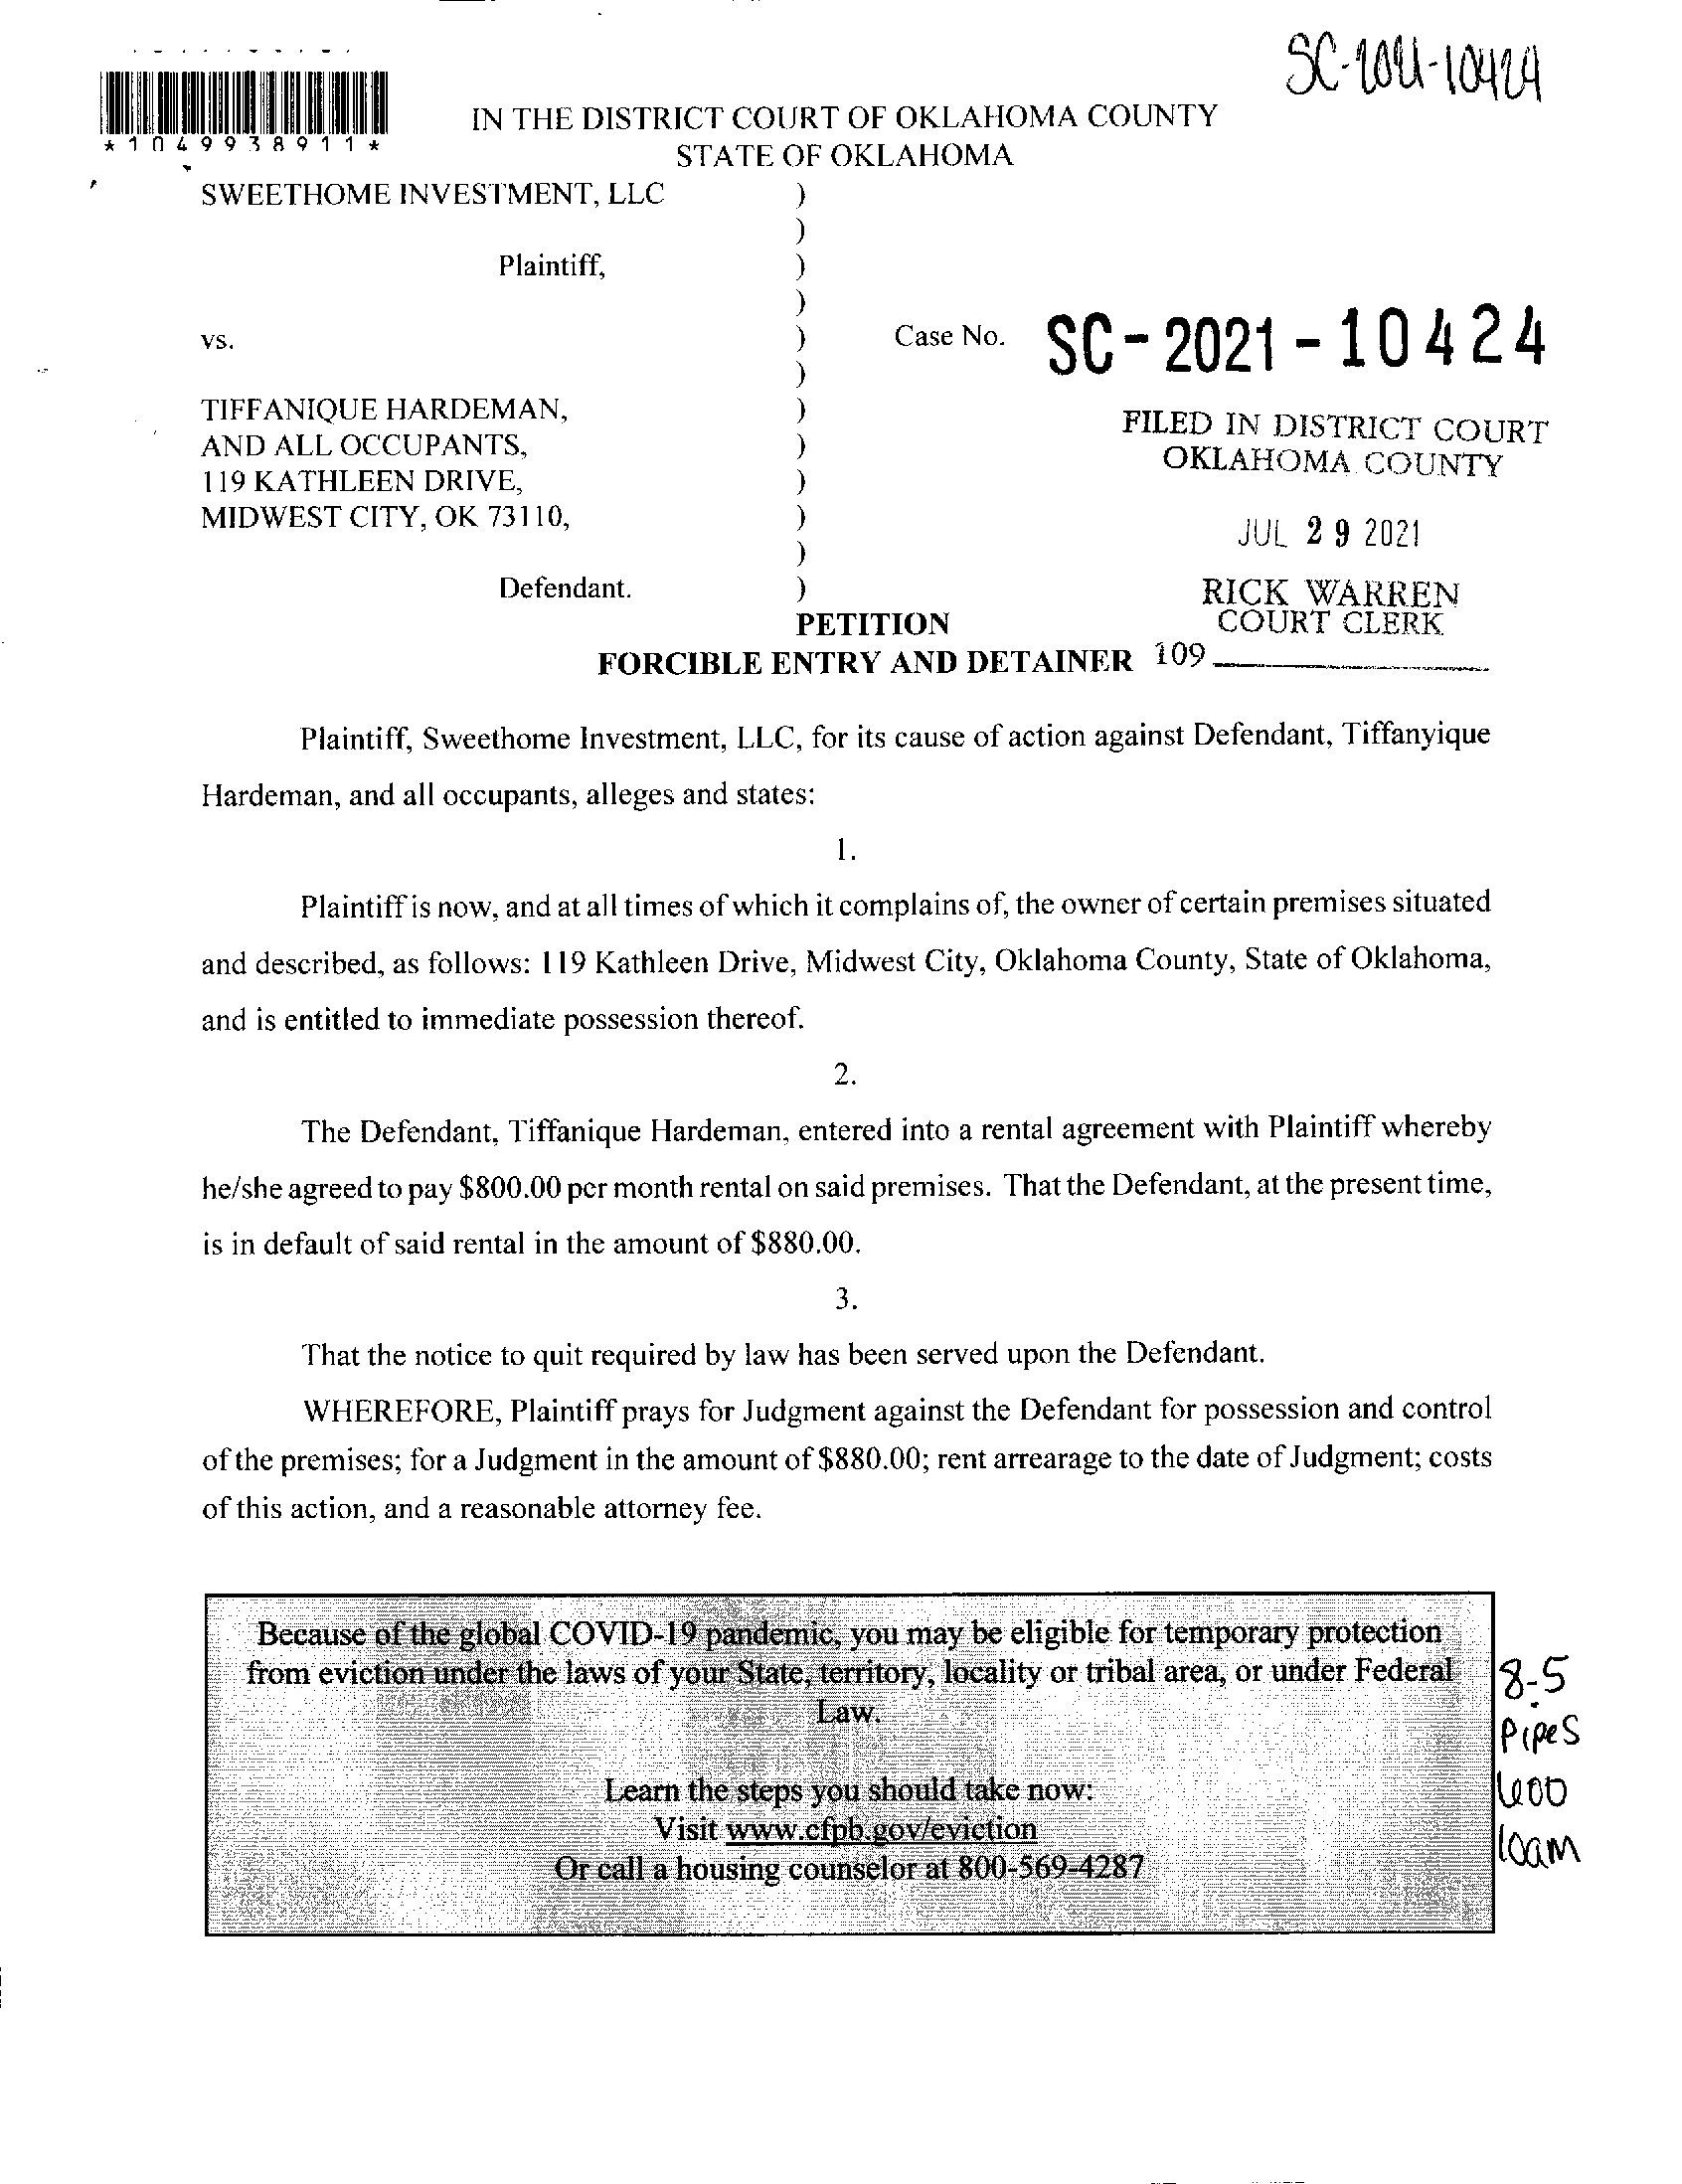 SC-2021-10424
*1049938911*
IN THE DISTRICT COURT OF OKLAHOMA COUNTY
STATE OF OKLAHOMA
SWEETHOME INVESTMENT, LLC )
)
Plaintiff, )
)
vs. ) Case No. SC-2021-10424
)
TIFFANIQUE HARDEMAN, )
AND ALL OCCUPANTS, )
119 KATHLEEN DRIVE, )
MIDWEST CITY, OK 73110, )
)
Defendant. )
FILED IN DISTRICT COURT
OKLAHOMA COUNTY
JUL 29 2021
RICK WARREN
COURT CLERK
109
PETITION
FORCIBLE ENTRY AND DETAINER
Plaintiff, Sweethome Investment, LLC, for its cause of action against Defendant, Tiffanyique
Hardeman, and all occupants, alleges and states:
1.
Plaintiff is now, and at all times of which it complains of, the owner of certain premises situated
and described, as follows: 119 Kathleen Drive, Midwest City, Oklahoma County, State of Oklahoma,
and is entitled to immediate possession thereof.
2.
The Defendant, Tiffanique Hardeman, entered into a rental agreement with Plaintiff whereby
he/she agreed to pay $800.00 per month rental on said premises. That the Defendant, at the present time,
is in default of said rental in the amount of $880.00.
3.
That the notice to quit required by law has been served upon the Defendant.
WHEREFORE, Plaintiff prays for Judgment against the Defendant for possession and control
of the premises; for a Judgment in the amount of $880.00; rent arrearage to the date of Judgment; costs
of this action, and a reasonable attorney fee.
Because of the global COVID-19 pandemic, you may be eligible for temporary protection
from eviction under the laws of your State, territory, locality or tribal area, or under Federal
Law.
Learn the steps you should take now:
Visit www.cfpb.gov/eviction
Or call a housing counselor at 800-569-4287
8-5
Pipes
600
10am